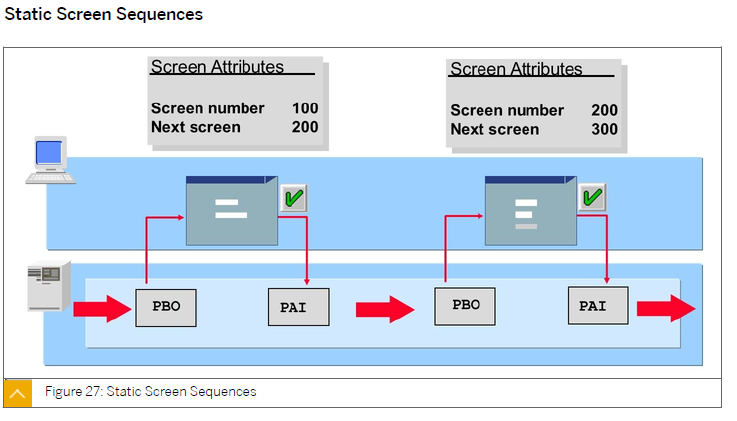 Static Screen Sequences
Screen Attributes
Screen number 100
Next screen 200
Screen Attributes
Screen number 200
Next screen 300
PBO
PAI
PBO
PAI
Figure 27: Static Screen Sequences